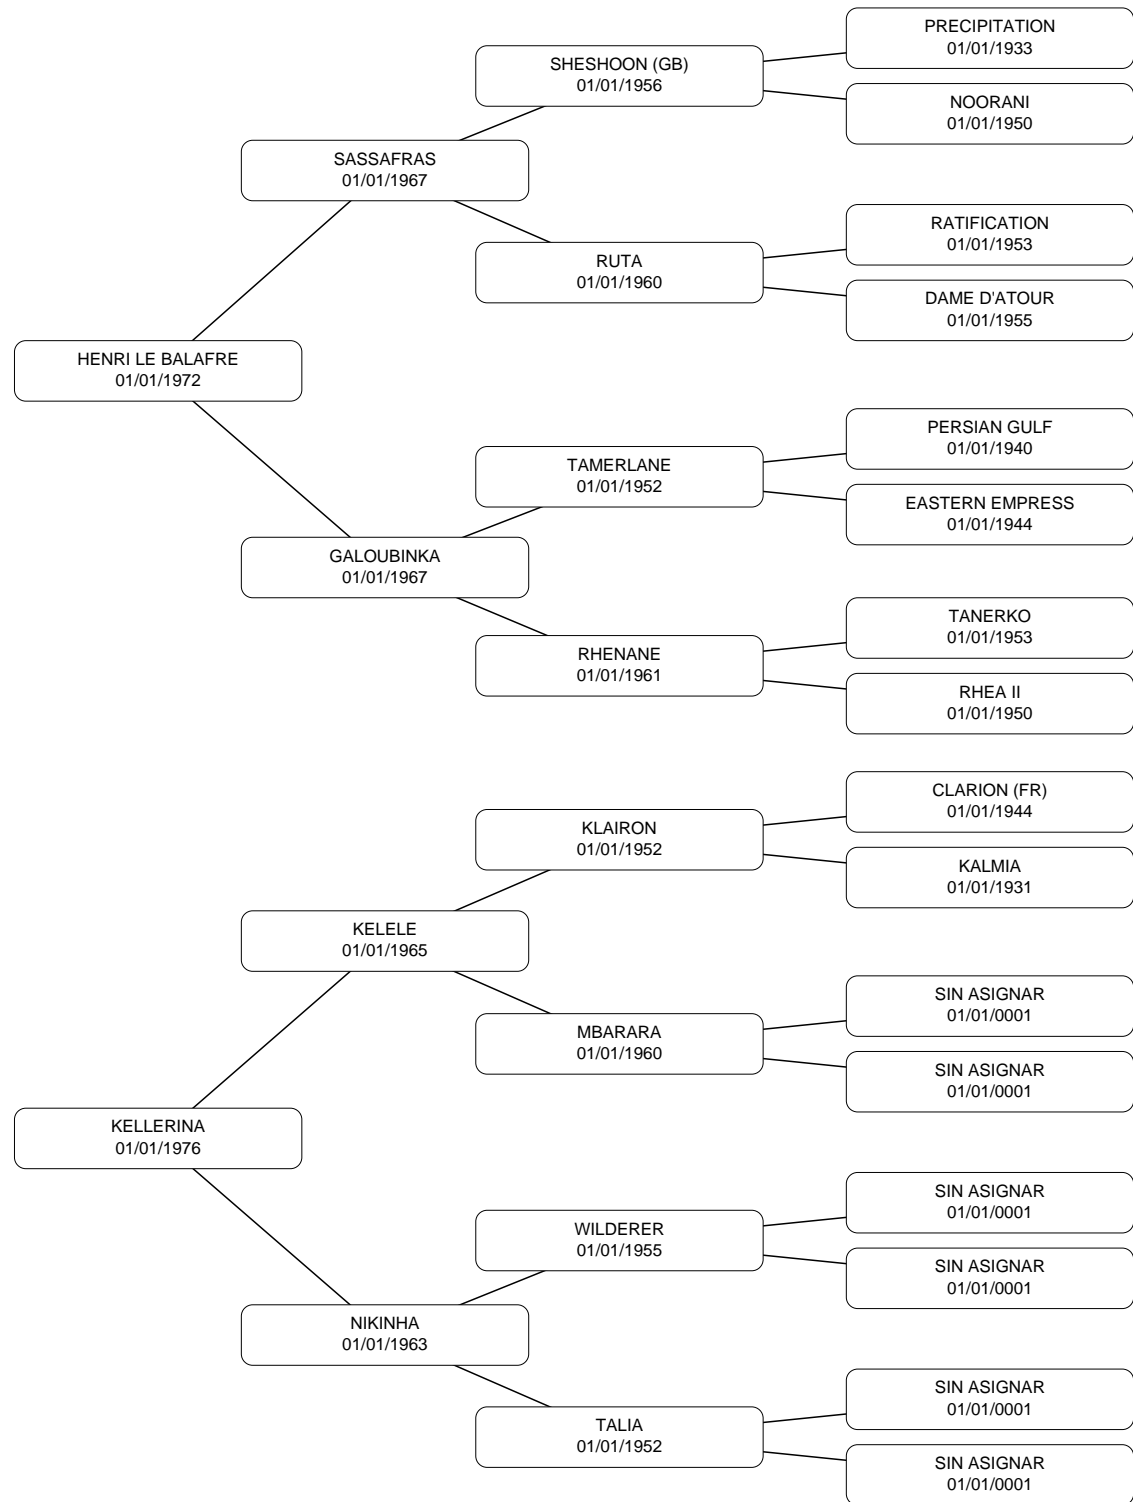 PRECIPITATION
01/01/1933
SHESHOON (GB)
01/01/1956
NOORANI
01/01/1950
SASSAFRAS
01/01/1967
RATIFICATION
01/01/1953
RUTA
01/01/1960
DAME D'ATOUR
01/01/1955
HENRI LE BALAFRE
01/01/1972
PERSIAN GULF
01/01/1940
TAMERLANE
01/01/1952
EASTERN EMPRESS
01/01/1944
GALOUBINKA
01/01/1967
TANERKO
01/01/1953
RHENANE
01/01/1961
RHEA II
01/01/1950
CLARION (FR)
01/01/1944
KLAIRON
01/01/1952
KALMIA
01/01/1931
KELELE
01/01/1965
SIN ASIGNAR
01/01/0001
MBARARA
01/01/1960
SIN ASIGNAR
01/01/0001
KELLERINA
01/01/1976
SIN ASIGNAR
01/01/0001
WILDERER
01/01/1955
SIN ASIGNAR
01/01/0001
NIKINHA
01/01/1963
SIN ASIGNAR
01/01/0001
TALIA
01/01/1952
SIN ASIGNAR
01/01/0001